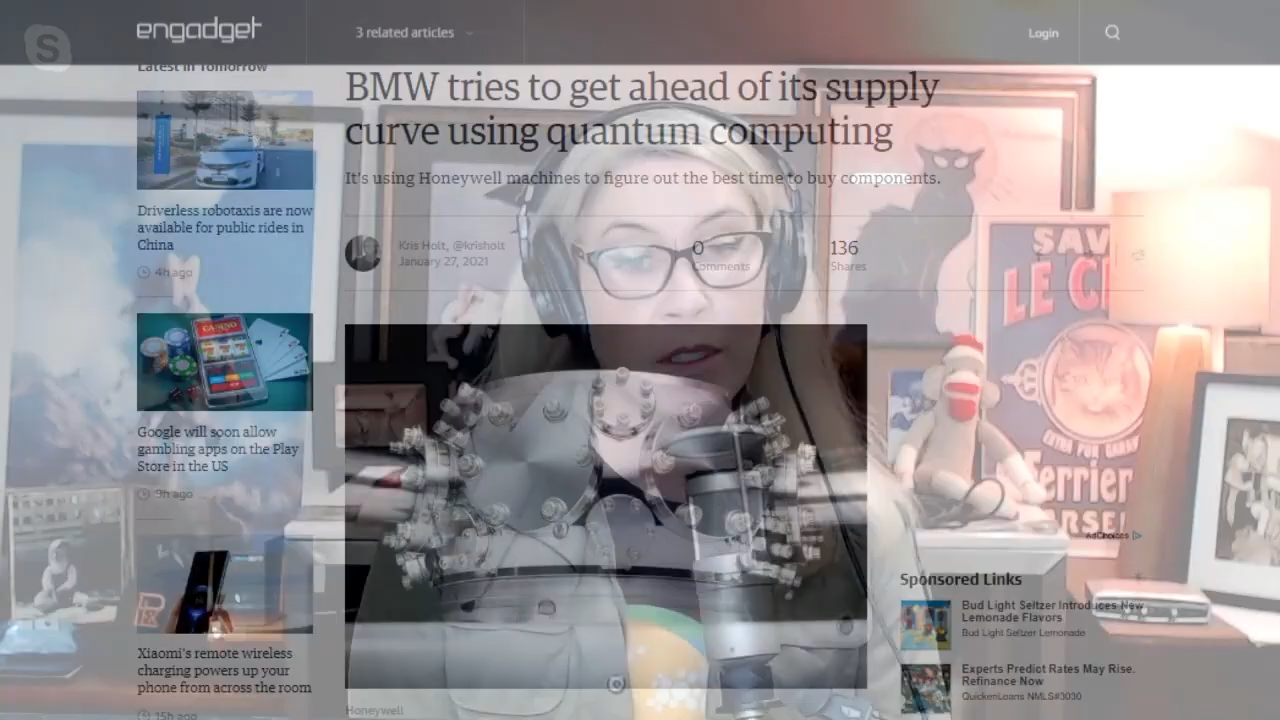 engadget
3 related articles
Login
S
Latest in Tomorrow
BMW tries to get ahead of its supply
curve using quantum computing
It's using Honeywell machines to figure out the best time to buy components.
Kris Holt, @krisholt
January 27, 2021
0
Comments
136
Shares
Driverless robotaxis are now
available for public rides in
China
4h ago
CASINO
Google will soon allow
gambling apps on the Play
Store in the US
9h ago
Xiaomi's remote wireless
charging powers up your
phone from across the room
15h ago
Honeywell
SAV
LE C
Ferrier
AdChoices
Sponsored Links
Bud Light Seltzer Introduces New
Lemonade Flavors
Bud Light Seltzer Lemonade
Experts Predict Rates May Rise.
Refinance Now
QuickenLoans NMLS#3030